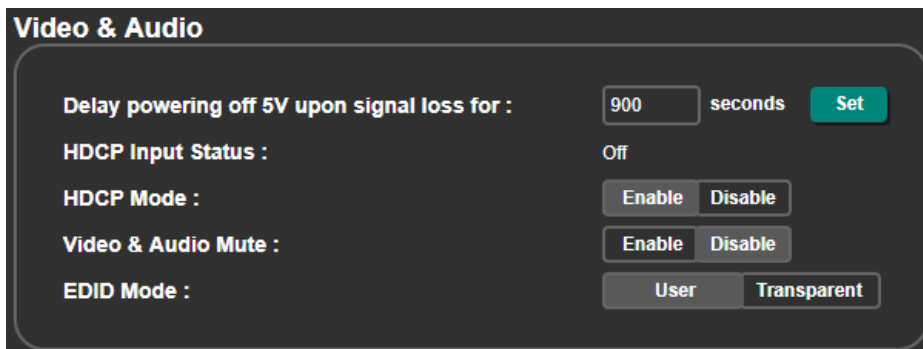 Video & Audio
Delay powering off 5V upon signal loss for : 900 seconds Set
HDCP Input Status : Off
HDCP Mode : Enable Disable
Video & Audio Mute : Enable Disable
EDID Mode : User Transparent